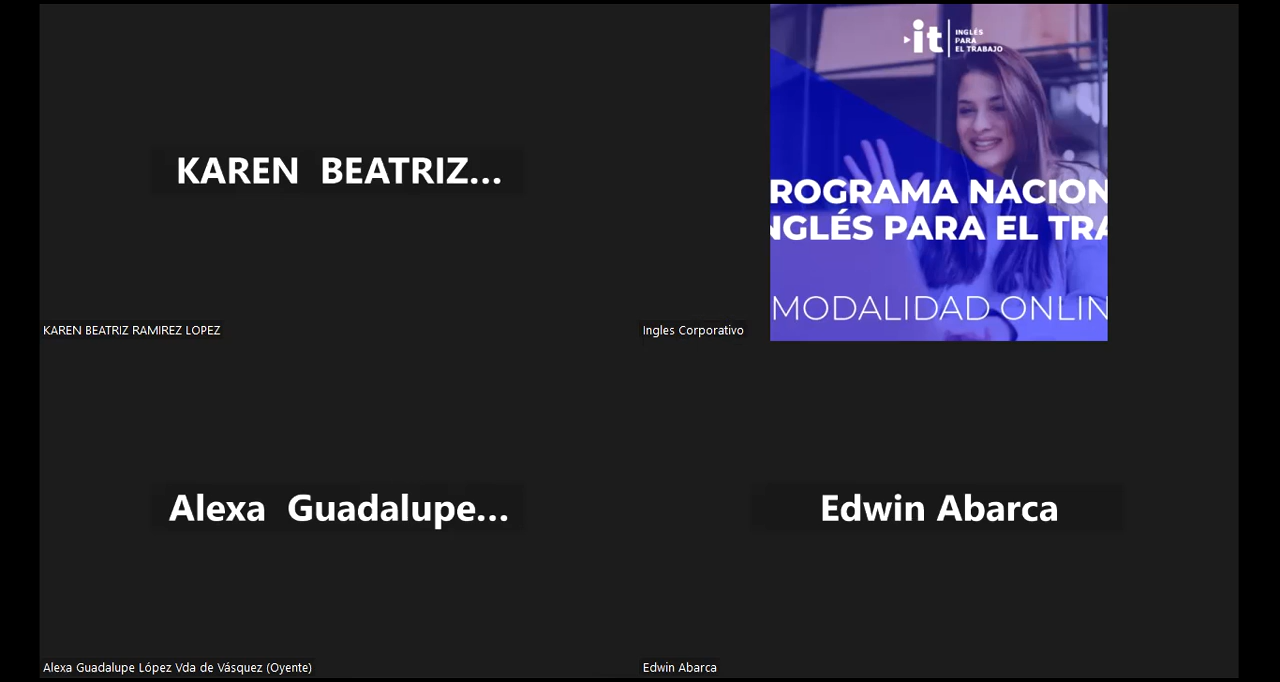 KAREN BEATRIZ...
KAREN BEATRIZ RAMIREZ LOPEZ
it
INGLÉS
PARA
EL TRABAJO
ROGRAMA NACION
NGLÉS PARA EL TRA
MODALIDAD ONLIN
Ingles Corporativo
Alexa Guadalupe...
Alexa Guadalupe López Vda de Vásquez (Oyente)
Edwin Abarca
Edwin Abarca